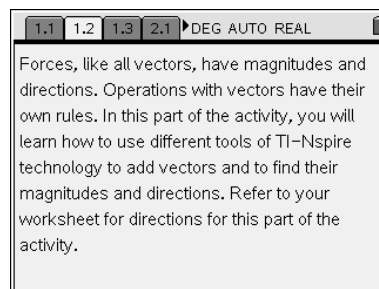 1.1 1.2 1.3 2.1 DEG AUTO REAL
Forces, like all vectors, have magnitudes and
directions. Operations with vectors have their
own rules. In this part of the activity, you will
learn how to use different tools of TI-Nspire
technology to add vectors and to find their
magnitudes and directions. Refer to your
worksheet for directions for this part of the
activity.